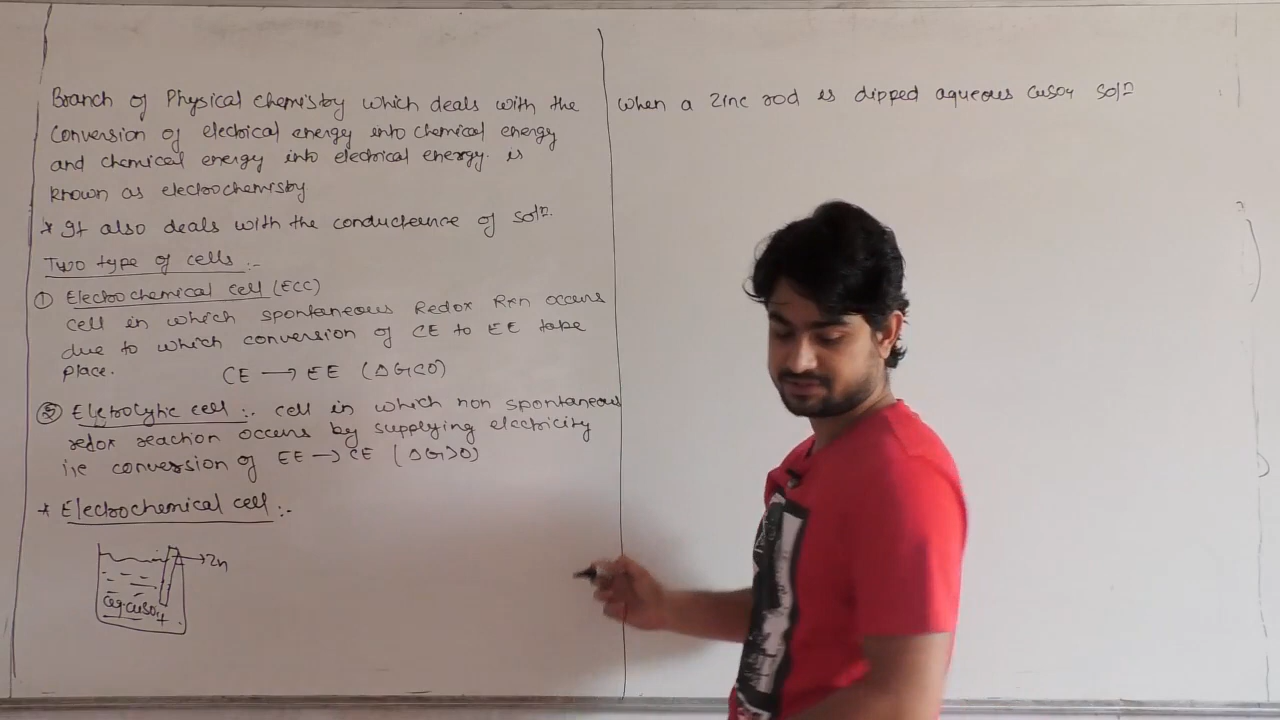 Branch of Physical chemistry which deals with the
conversion of electrical energy into chemical energy
and chemical energy into electrical energy. is
known as electrochemistry
* It also deals with the conductance of solⁿ.
Two type of cells :-
① Electrochemical cell (ECC)
cell in which spontaneous Redox Rxn occurs
due to which conversion of CE to EE take
place.
CE → EE (ΔG<0)
② Eletrolytic cell :- cell in which non spontaneous
redox reaction occurs by supplying electricity
i,e conversion of EE → CE (ΔG>0)
* Electrochemical cell :-
→Zn
aq.CuSO4
when a zinc rod is dipped aqueous CuSO4 solⁿ